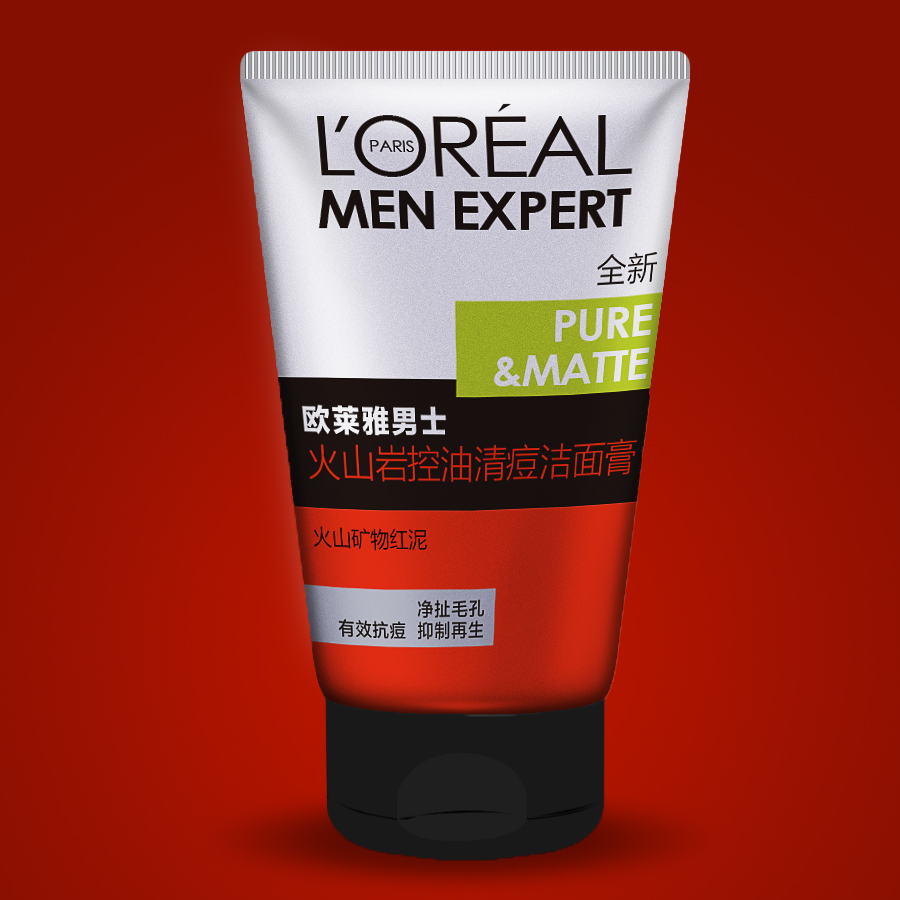 L'ORÉAL
PARIS
MEN EXPERT
全新
PURE
&MATTE
欧莱雅男士
火山岩控油清痘洁面膏
火山矿物红泥
净扯毛孔
有效抗痘 抑制再生